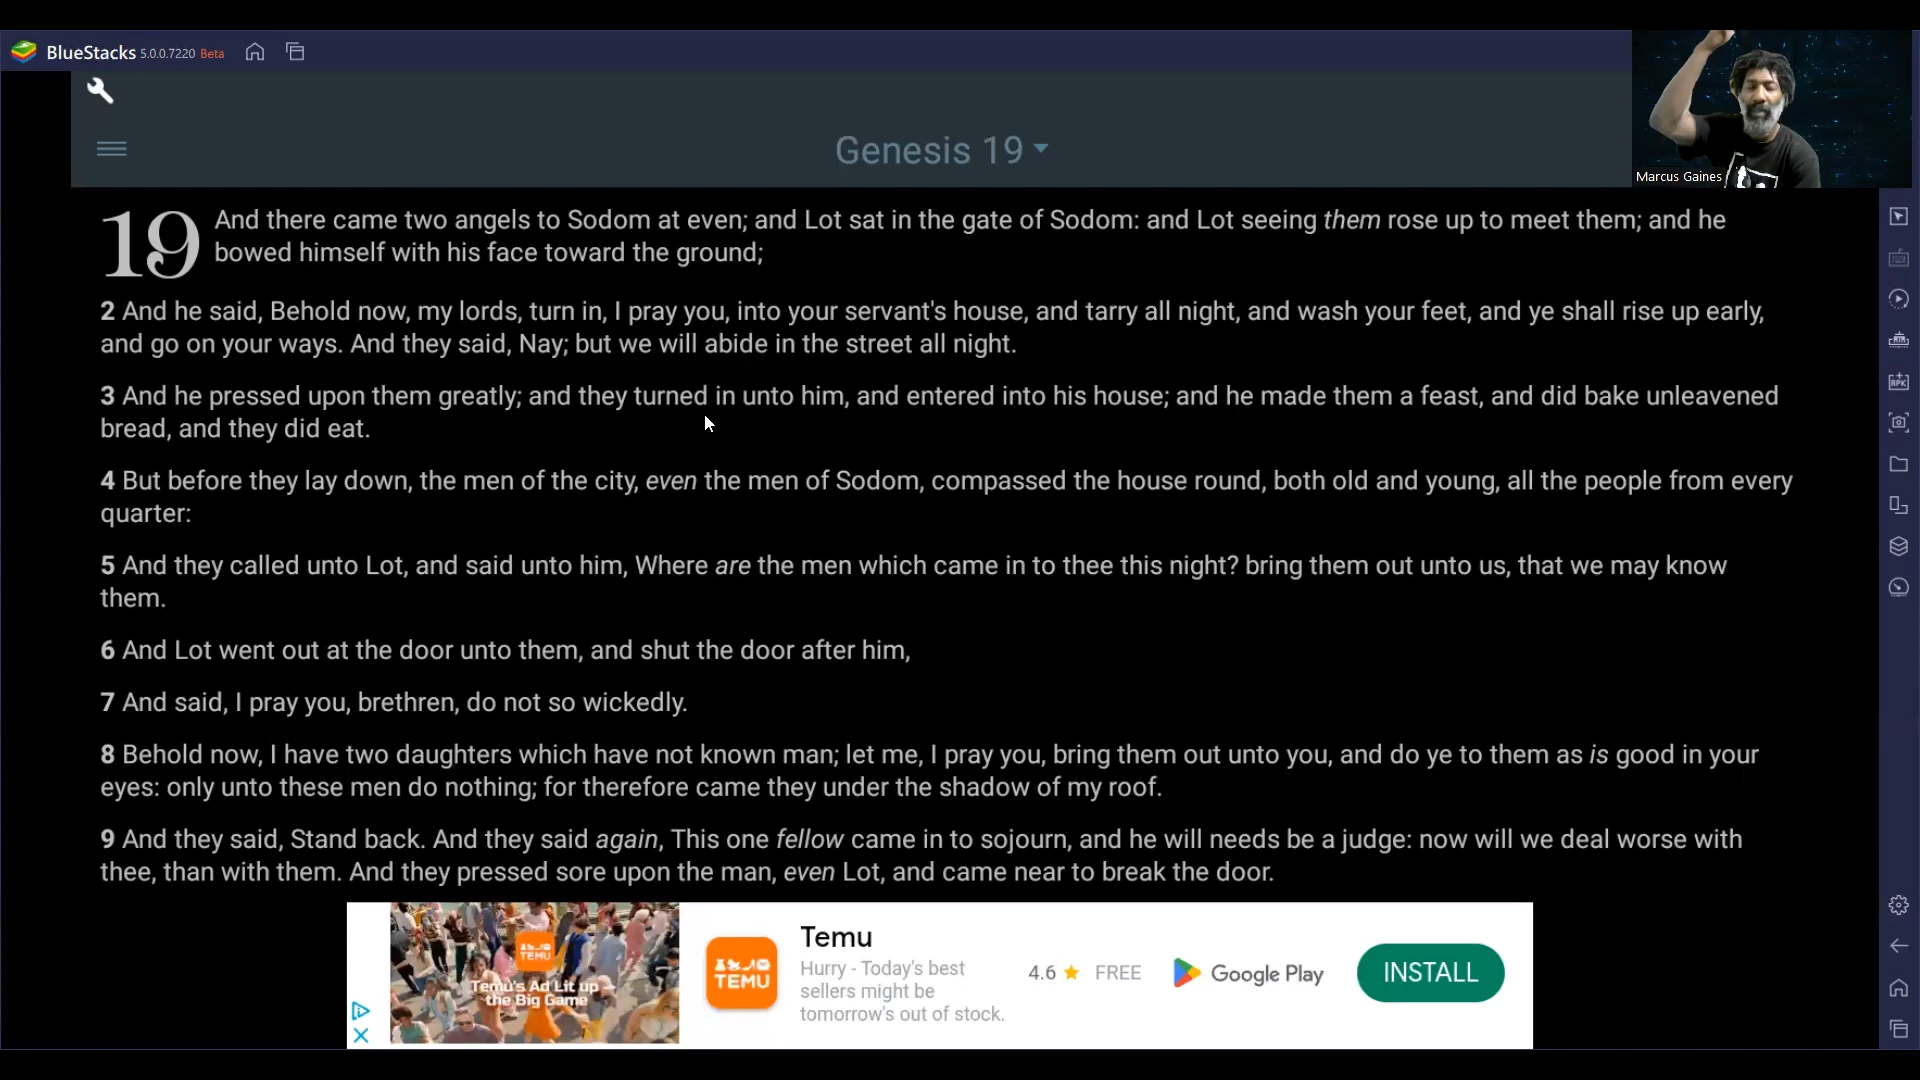 BlueStacks 5.0.0.7220 Beta
Genesis 19
Marcus Gaines
19 And there came two angels to Sodom at even; and Lot sat in the gate of Sodom: and Lot seeing them rose up to meet them; and he
bowed himself with his face toward the ground;
2 And he said, Behold now, my lords, turn in, I pray you, into your servant's house, and tarry all night, and wash your feet, and ye shall rise up early,
and go on your ways. And they said, Nay; but we will abide in the street all night.
3 And he pressed upon them greatly; and they turned in unto him, and entered into his house; and he made them a feast, and did bake unleavened
bread, and they did eat.
4 But before they lay down, the men of the city, even the men of Sodom, compassed the house round, both old and young, all the people from every
quarter:
5 And they called unto Lot, and said unto him, Where are the men which came in to thee this night? bring them out unto us, that we may know
them.
6 And Lot went out at the door unto them, and shut the door after him,
7 And said, I pray you, brethren, do not so wickedly.
8 Behold now, I have two daughters which have not known man; let me, I pray you, bring them out unto you, and do ye to them as is good in your
eyes: only unto these men do nothing; for therefore came they under the shadow of my roof.
9 And they said, Stand back. And they said again, This one fellow came in to sojourn, and he will needs be a judge: now will we deal worse with
thee, than with them. And they pressed sore upon the man, even Lot, and came near to break the door.
TEMU
Temu's Ad Lit up
the Big Game
TEMU
Temu
Hurry - Today's best
sellers might be
tomorrow's out of stock.
4.6 FREE
Google Play
INSTALL